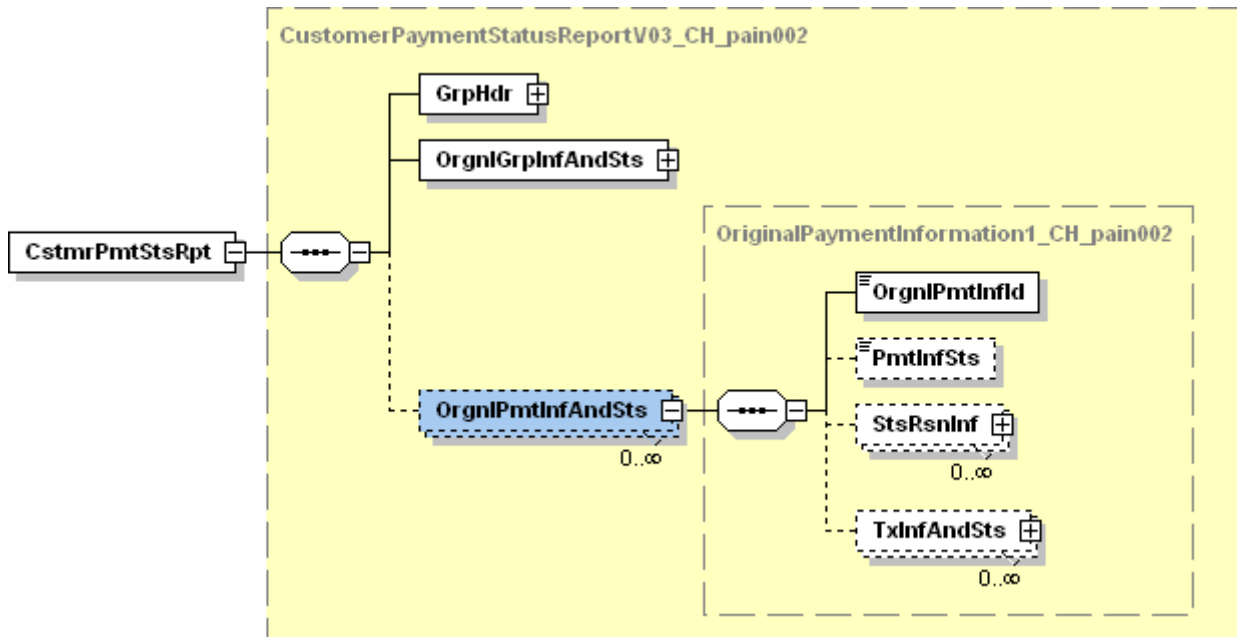 CustomerPaymentStatusReportV03_CH_pain002
GrpHdr
OrgnlGrpInfAndSts
CstmrPmtStsRpt
OriginalPaymentInformation1_CH_pain002
OrgnlPmtInfId
PmtInfSts
OrgnlPmtInfAndSts
0..∞
StsRsnInf
0..∞
TxInfAndSts
0..∞